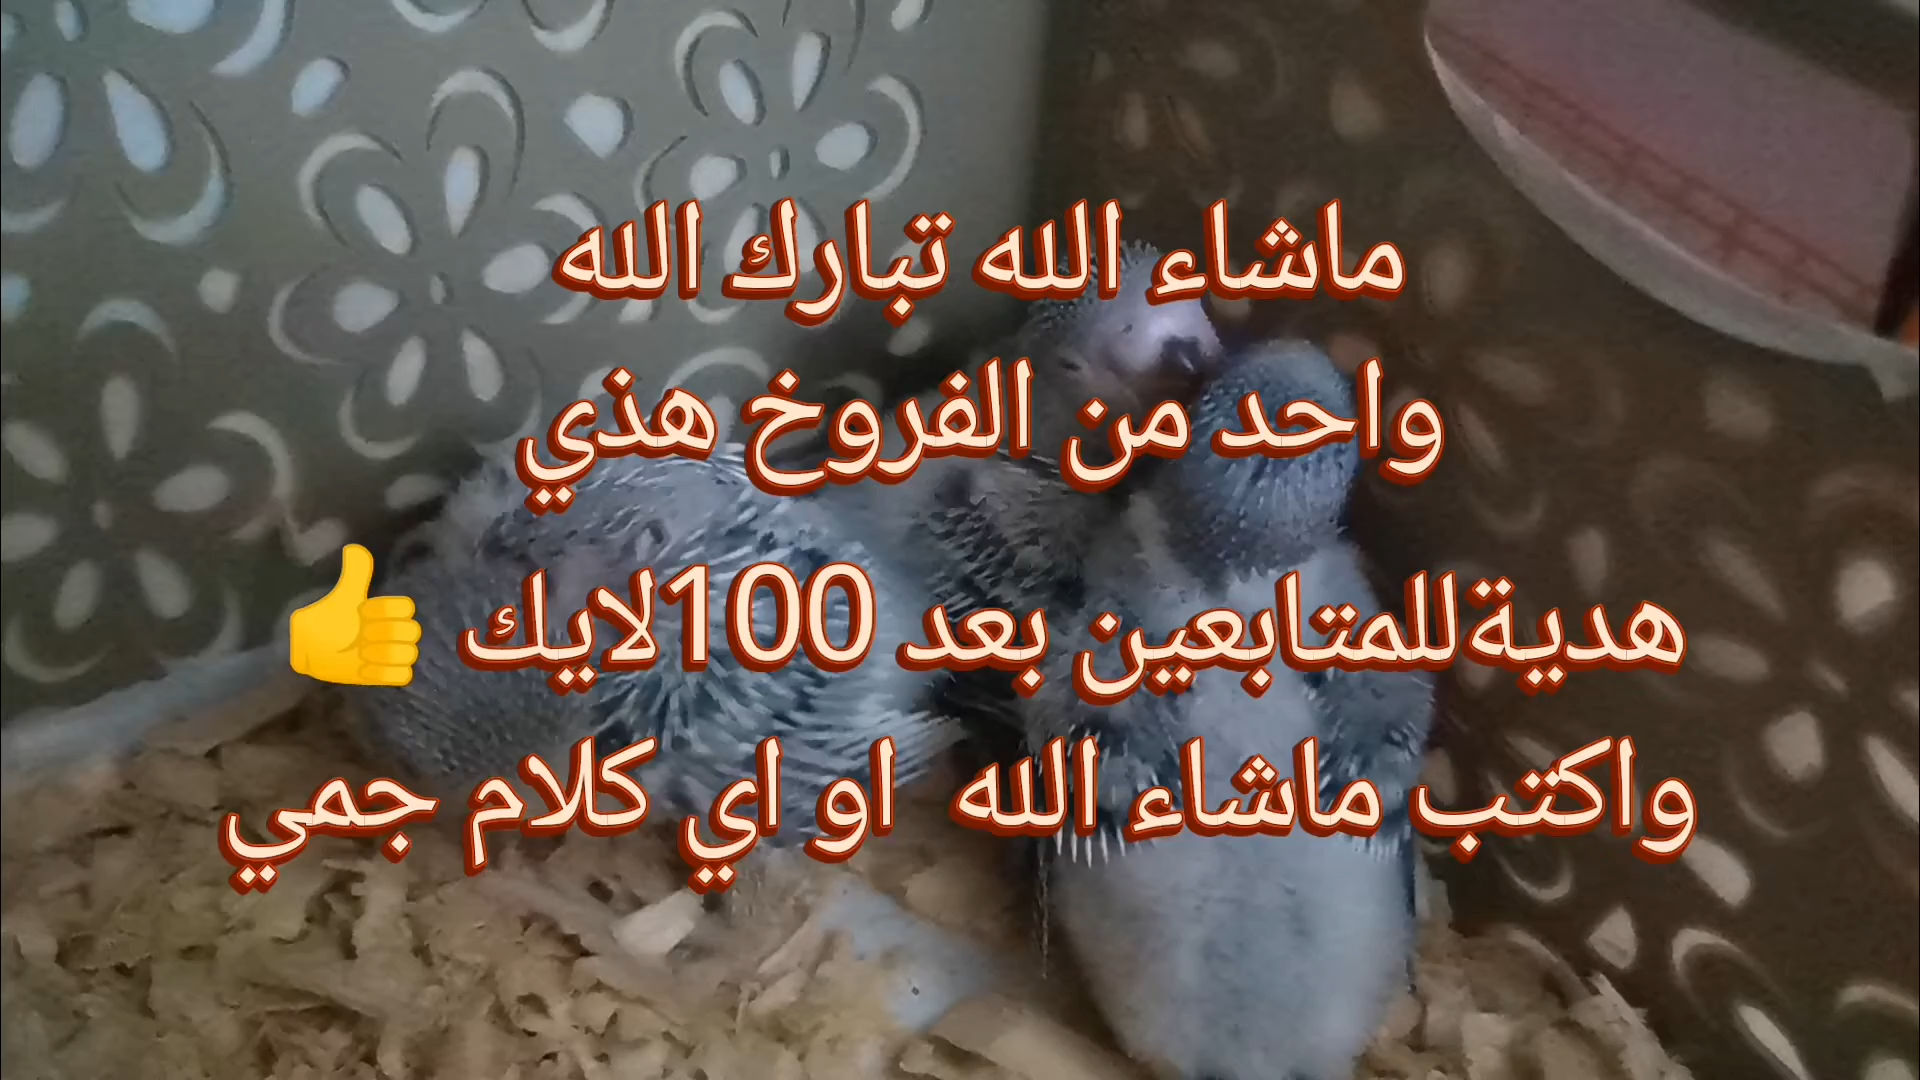 ماشاء الله تبارك الله
واحد من الفروخ هذي
هديةللمتابعين بعد 100لايك 👍
واكتب ماشاء الله  او اي كلام جمي